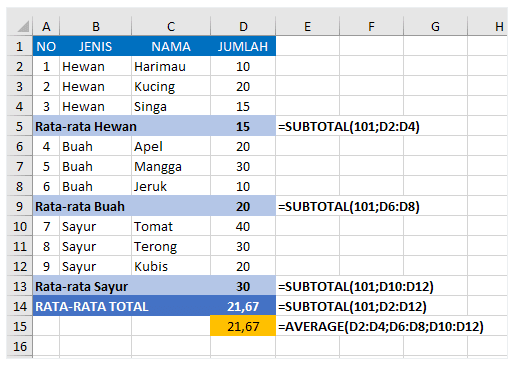 A B C D E F G H
1 NO JENIS NAMA JUMLAH
2 1 Hewan Harimau 10
3 2 Hewan Kucing 20
4 3 Hewan Singa 15
5 Rata-rata Hewan 15 =SUBTOTAL(101;D2:D4)
6 4 Buah Apel 20
7 5 Buah Mangga 30
8 6 Buah Jeruk 10
9 Rata-rata Buah 20 =SUBTOTAL(101;D6:D8)
10 7 Sayur Tomat 40
11 8 Sayur Terong 30
12 9 Sayur Kubis 20
13 Rata-rata Sayur 30 =SUBTOTAL(101;D10:D12)
14 RATA-RATA TOTAL 21,67 =SUBTOTAL(101;D2:D12)
15 21,67 =AVERAGE(D2:D4;D6:D8;D10:D12)
16